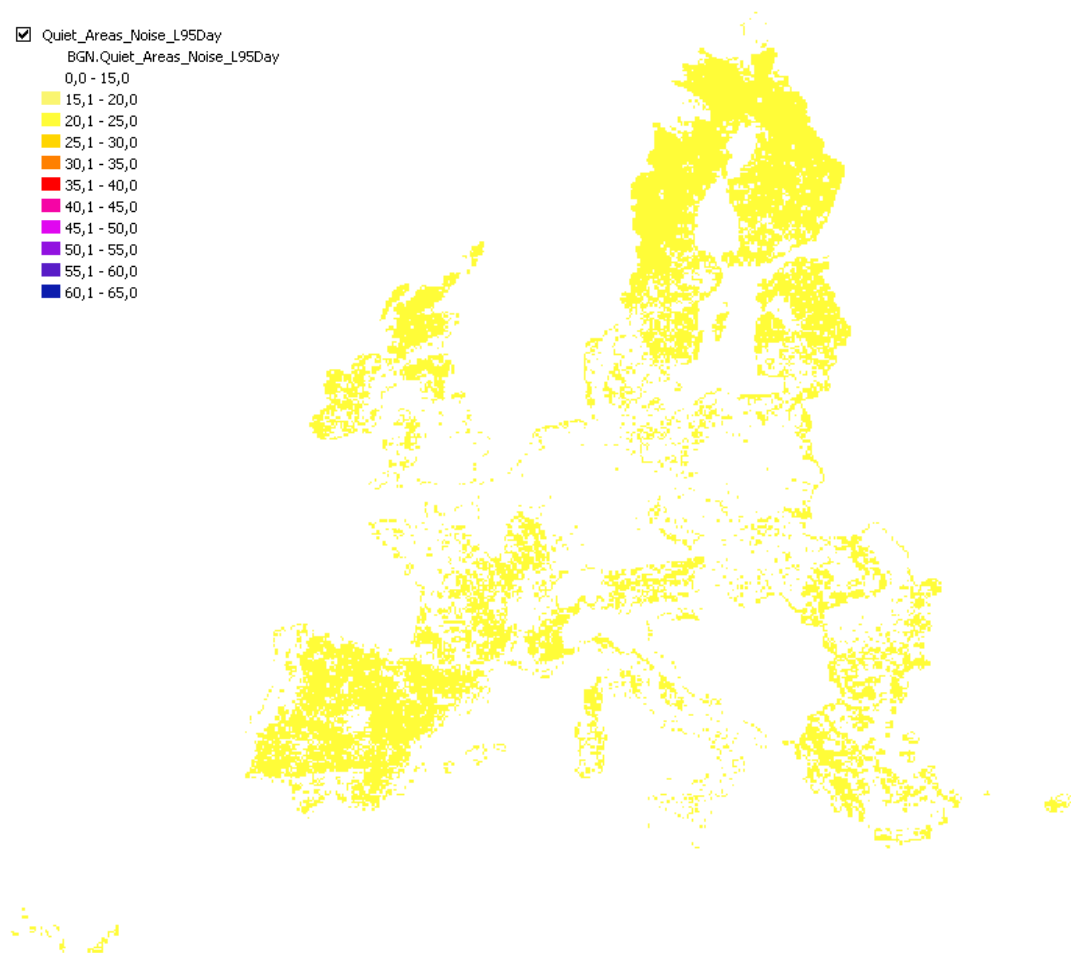 Quiet_Areas_Noise_L95Day
BGN.Quiet_Areas_Noise_L95Day
0,0 - 15,0
15,1 - 20,0
20,1 - 25,0
25,1 - 30,0
30,1 - 35,0
35,1 - 40,0
40,1 - 45,0
45,1 - 50,0
50,1 - 55,0
55,1 - 60,0
60,1 - 65,0